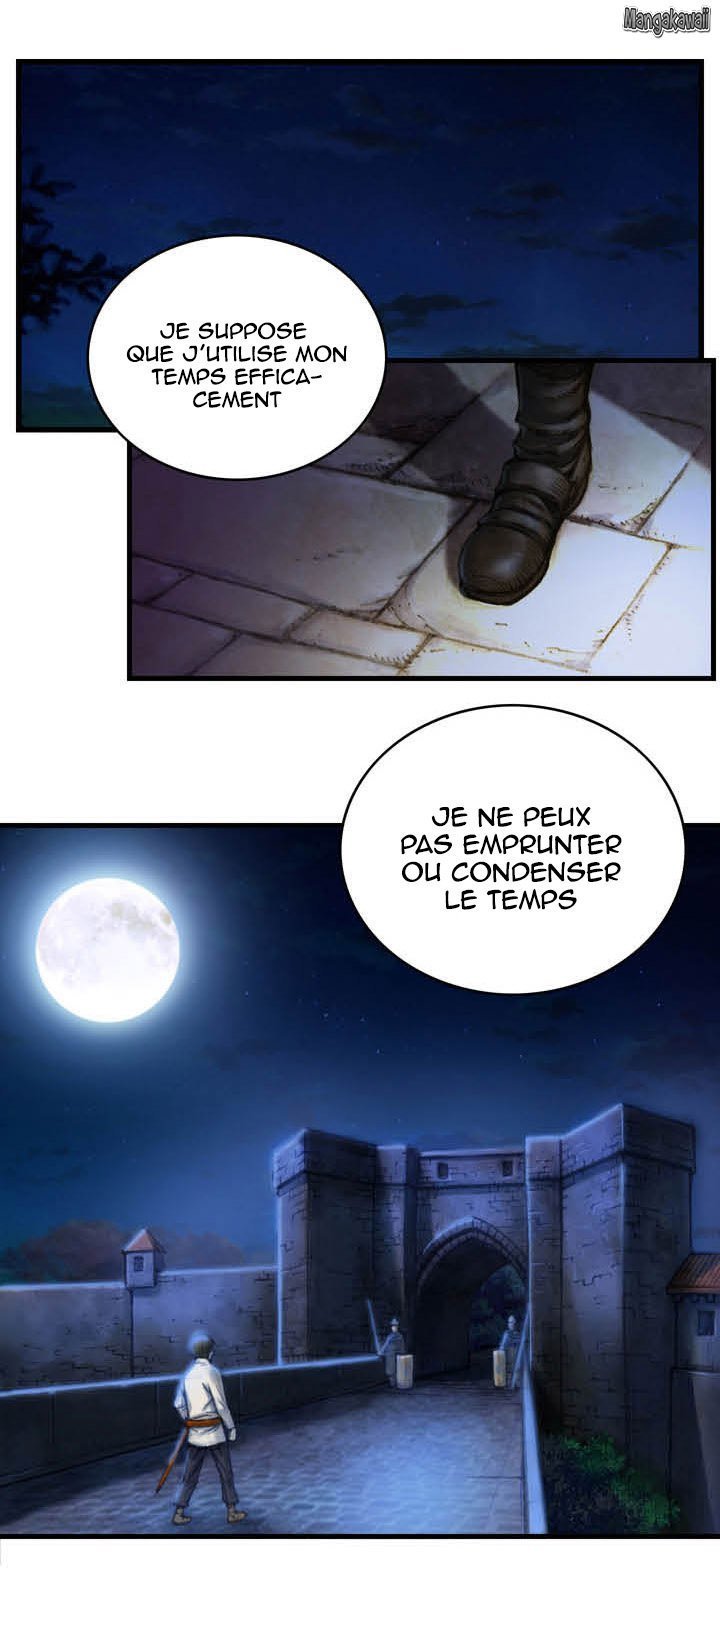 Mangakawaii
JE SUPPOSE
QUE J'UTILISE MON
TEMPS EFFICA-
CEMENT
JE NE PEUX
PAS EMPRUNTER
OU CONDENSER
LE TEMPS